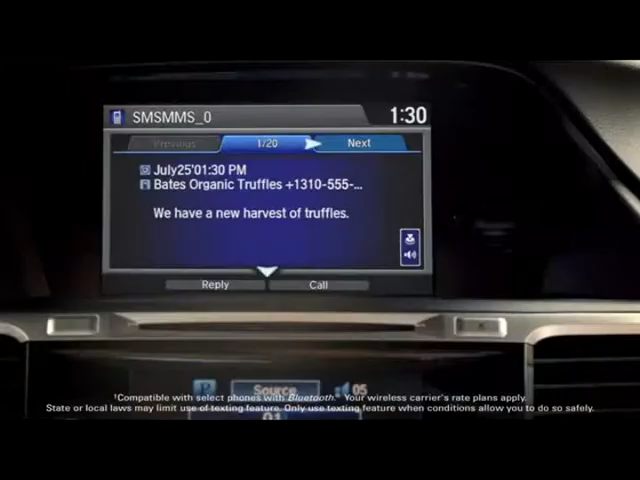 SMSMMS_0
1:30
Previous
1/20
Next
July25'01:30 PM
Bates Organic Truffles +1310-555-...
We have a new harvest of truffles.
Reply
Call
Source
05
¹Compatible with select phones with Bluetooth. Your wireless carrier's rate plans apply.
State or local laws may limit use of texting feature. Only use texting feature when conditions allow you to do so safely.